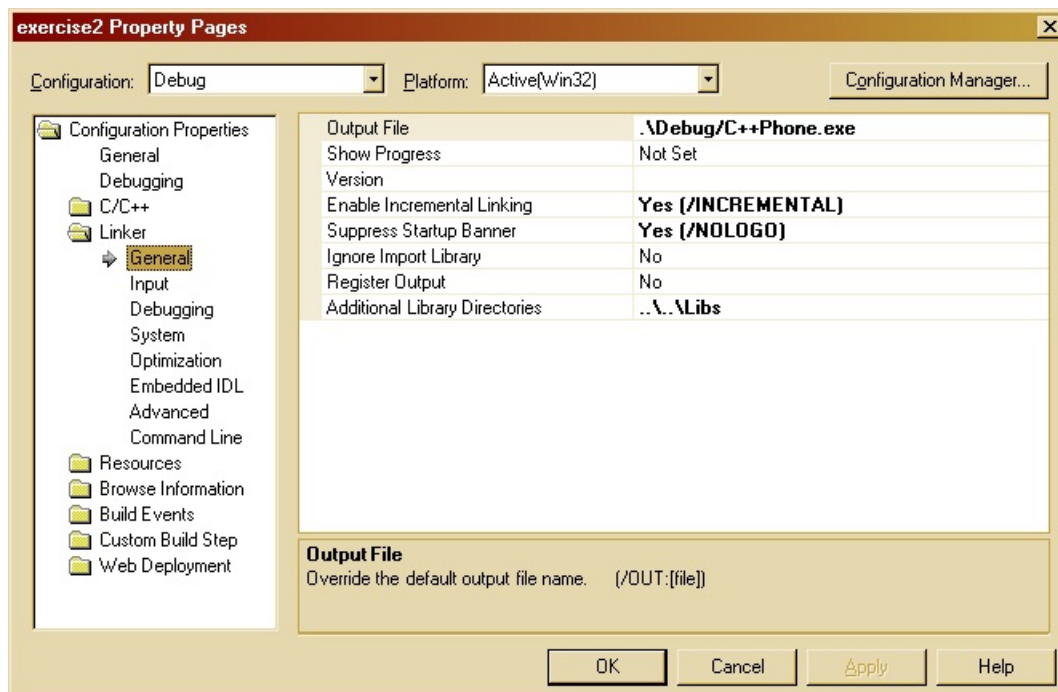 exercise2 Property Pages
Configuration: Debug Platform: Active(Win32) Configuration Manager...
Configuration Properties
General
Debugging
C/C++
Linker
General
Input
Debugging
System
Optimization
Embedded IDL
Advanced
Command Line
Resources
Browse Information
Build Events
Custom Build Step
Web Deployment
Output File .\Debug/C++Phone.exe
Show Progress Not Set
Version
Enable Incremental Linking Yes (/INCREMENTAL)
Suppress Startup Banner Yes (/NOLOGO)
Ignore Import Library No
Register Output No
Additional Library Directories ..\..\Libs
Output File
Override the default output file name. (/OUT:[file])
OK Cancel Apply Help